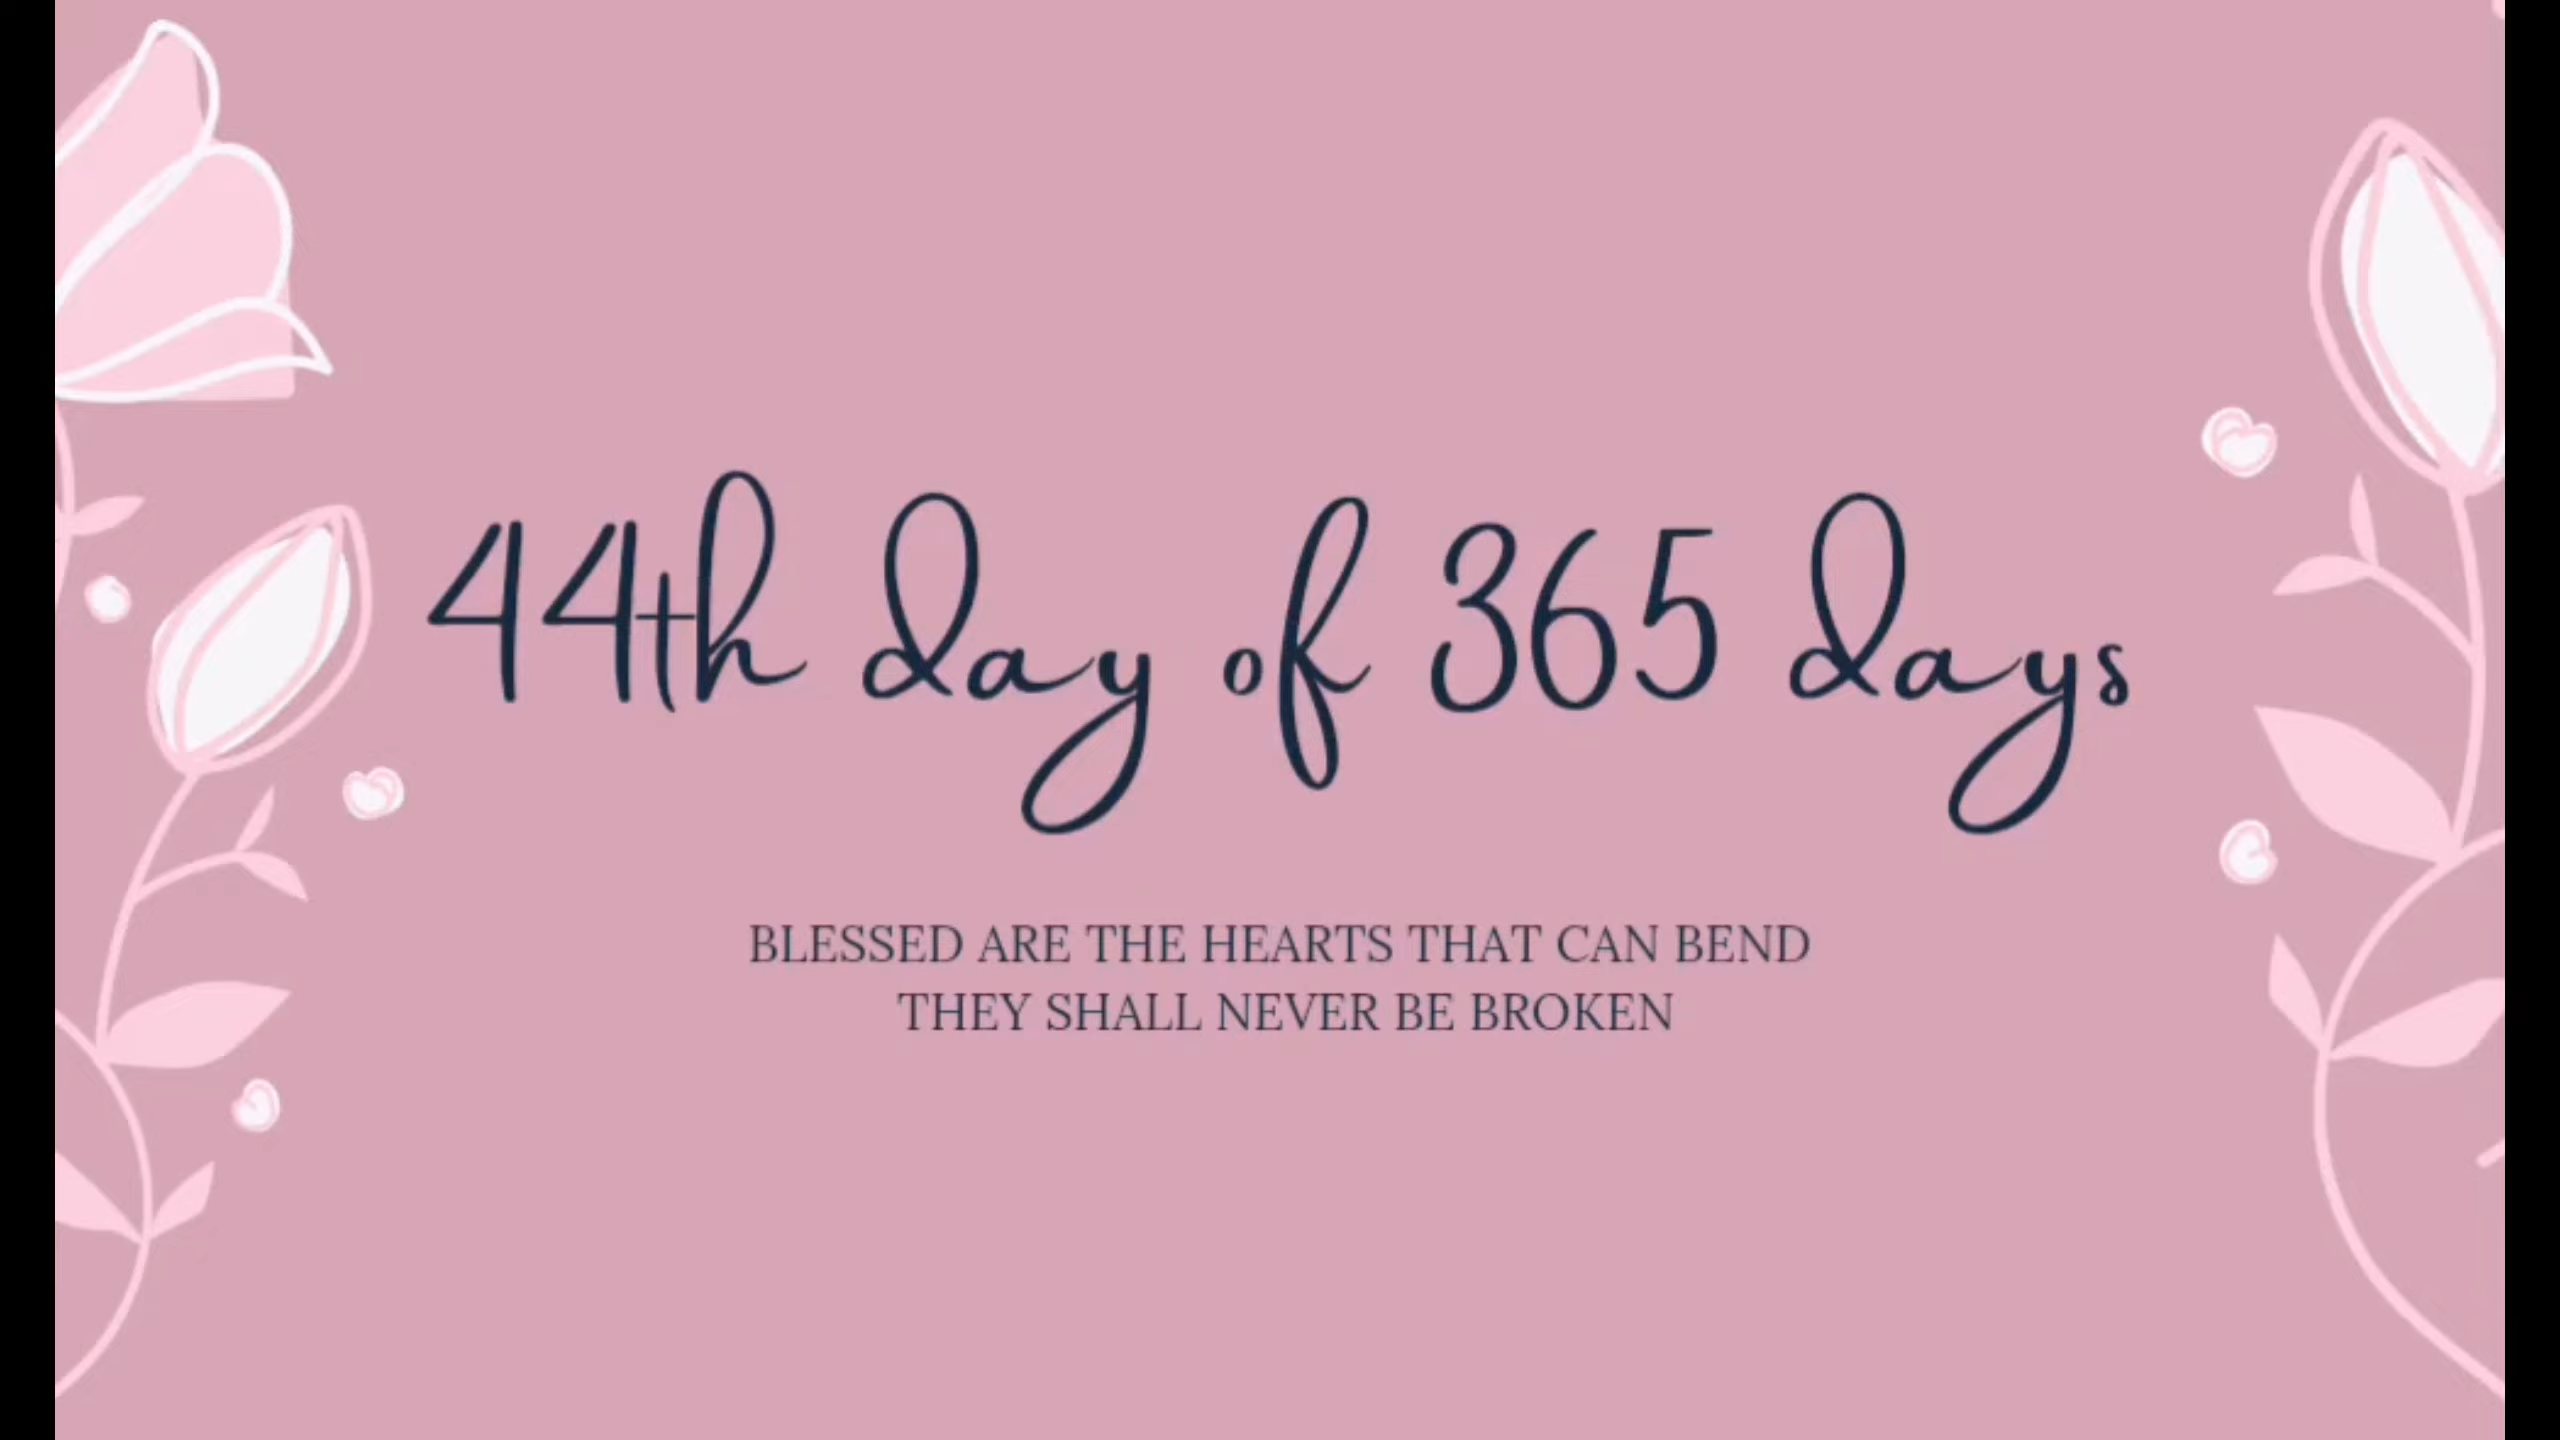 44th day of 365 days
BLESSED ARE THE HEARTS THAT CAN BEND
THEY SHALL NEVER BE BROKEN